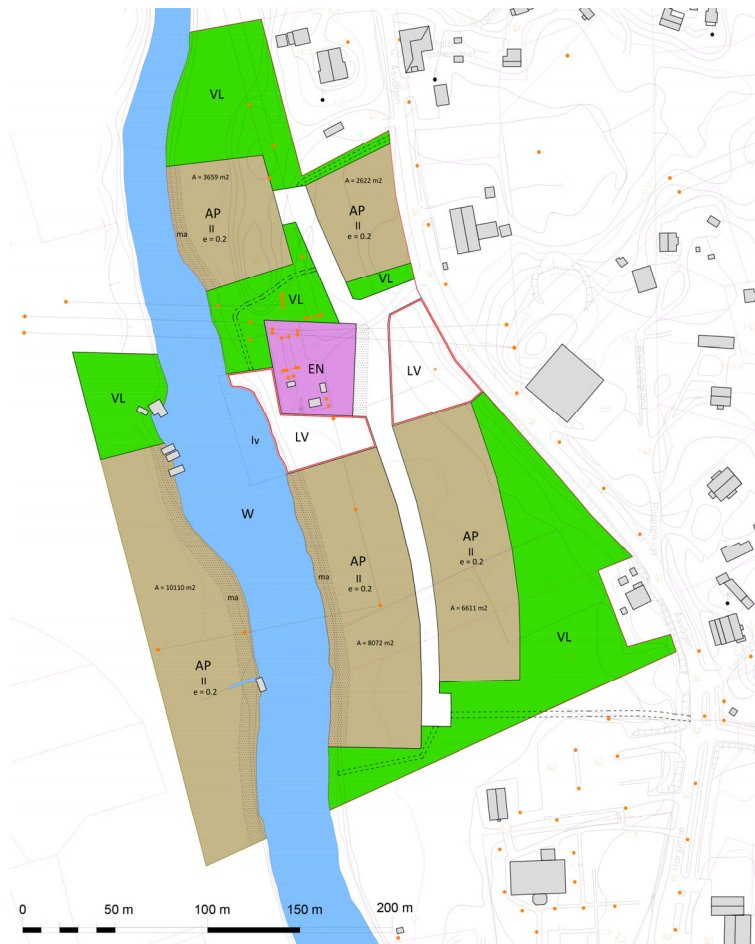 VL
A = 3659 m2
AP
II
e = 0.2
ma
A = 2622 m2
AP
II
e = 0.2
VL
VL
EN
LV
VL
LV
lv
W
AP
II
e = 0.2
ma
AP
II
e = 0.2
A = 10110 m2
ma
A = 6611 m2
A = 8072 m2
VL
AP
II
e = 0.2
0
50 m
100 m
150 m
200 m